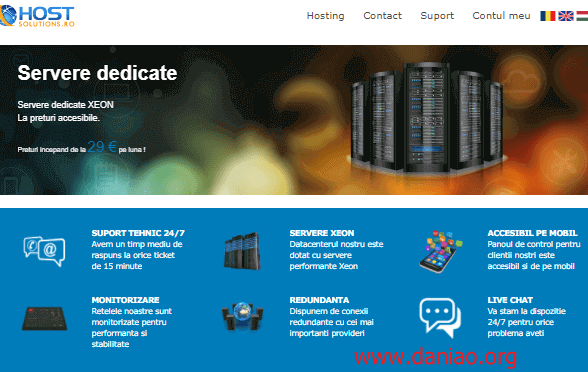 HOST
SOLUTIONS.RO
Hosting Contact Suport Contul meu
Servere dedicate
Servere dedicate XEON
La preturi accesibile.
Preturi incepand de la 29 € pe luna !
SUPORT TEHNIC 24/7
Avem un timp mediu de
raspuns la orice ticket
de 15 minute
SERVERE XEON
Datacenterul nostru este
dotat cu servere
performante Xeon
ACCESIBIL PE MOBIL
Panoul de control pentru
clientii nostri este
accesibil si de pe mobil
MONITORIZARE
Retelele noastre sunt
monitorizate pentru
performanta si
stabilitate
REDUNDANTA
Dispunem de conexii
redundante cu cei mai
importanti provideri
LIVE CHAT
Va stam la dispozitie
24/7 pentru orice
problema aveti
www.daniao.org